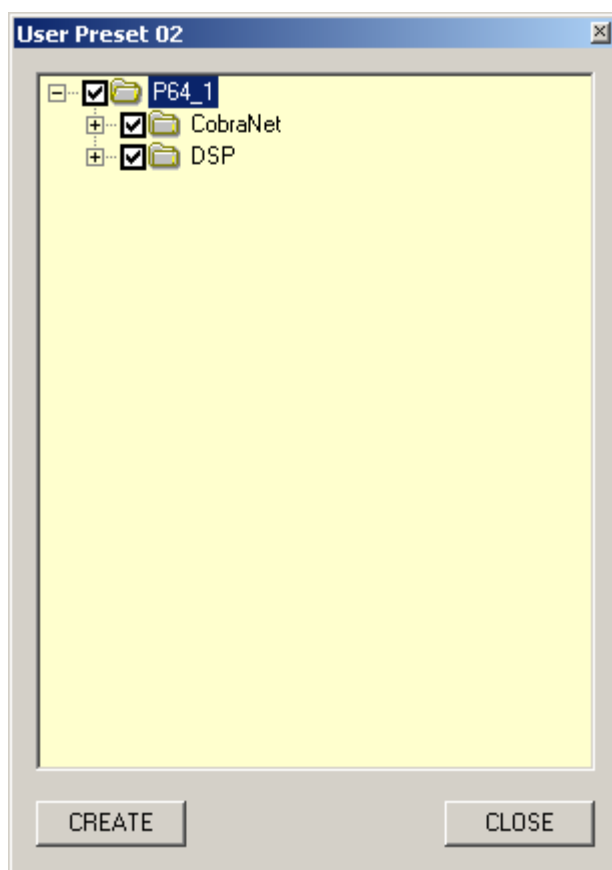 User Preset 02
P64_1
CobraNet
DSP
CREATE
CLOSE